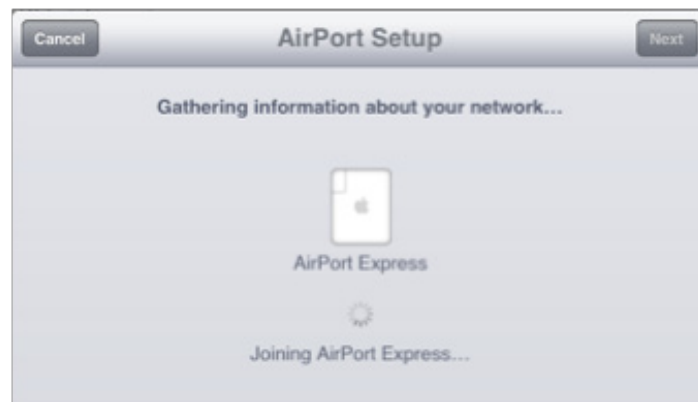 Cancel AirPort Setup Next
Gathering information about your network...
AirPort Express
Joining AirPort Express...